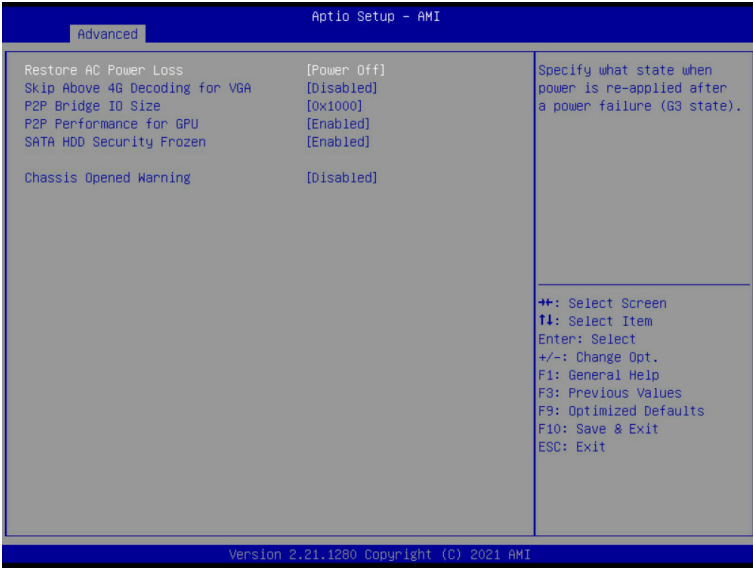 Aptio Setup – AMI
Advanced
Restore AC Power Loss [Power Off]
Skip Above 4G Decoding for VGA [Disabled]
P2P Bridge IO Size [0x1000]
P2P Performance for GPU [Enabled]
SATA HDD Security Frozen [Enabled]
Chassis Opened Warning [Disabled]
Specify what state when
power is re-applied after
a power failure (G3 state).
→←: Select Screen
↑↓: Select Item
Enter: Select
+/-: Change Opt.
F1: General Help
F3: Previous Values
F9: Optimized Defaults
F10: Save & Exit
ESC: Exit
Version 2.21.1280 Copyright (C) 2021 AMI